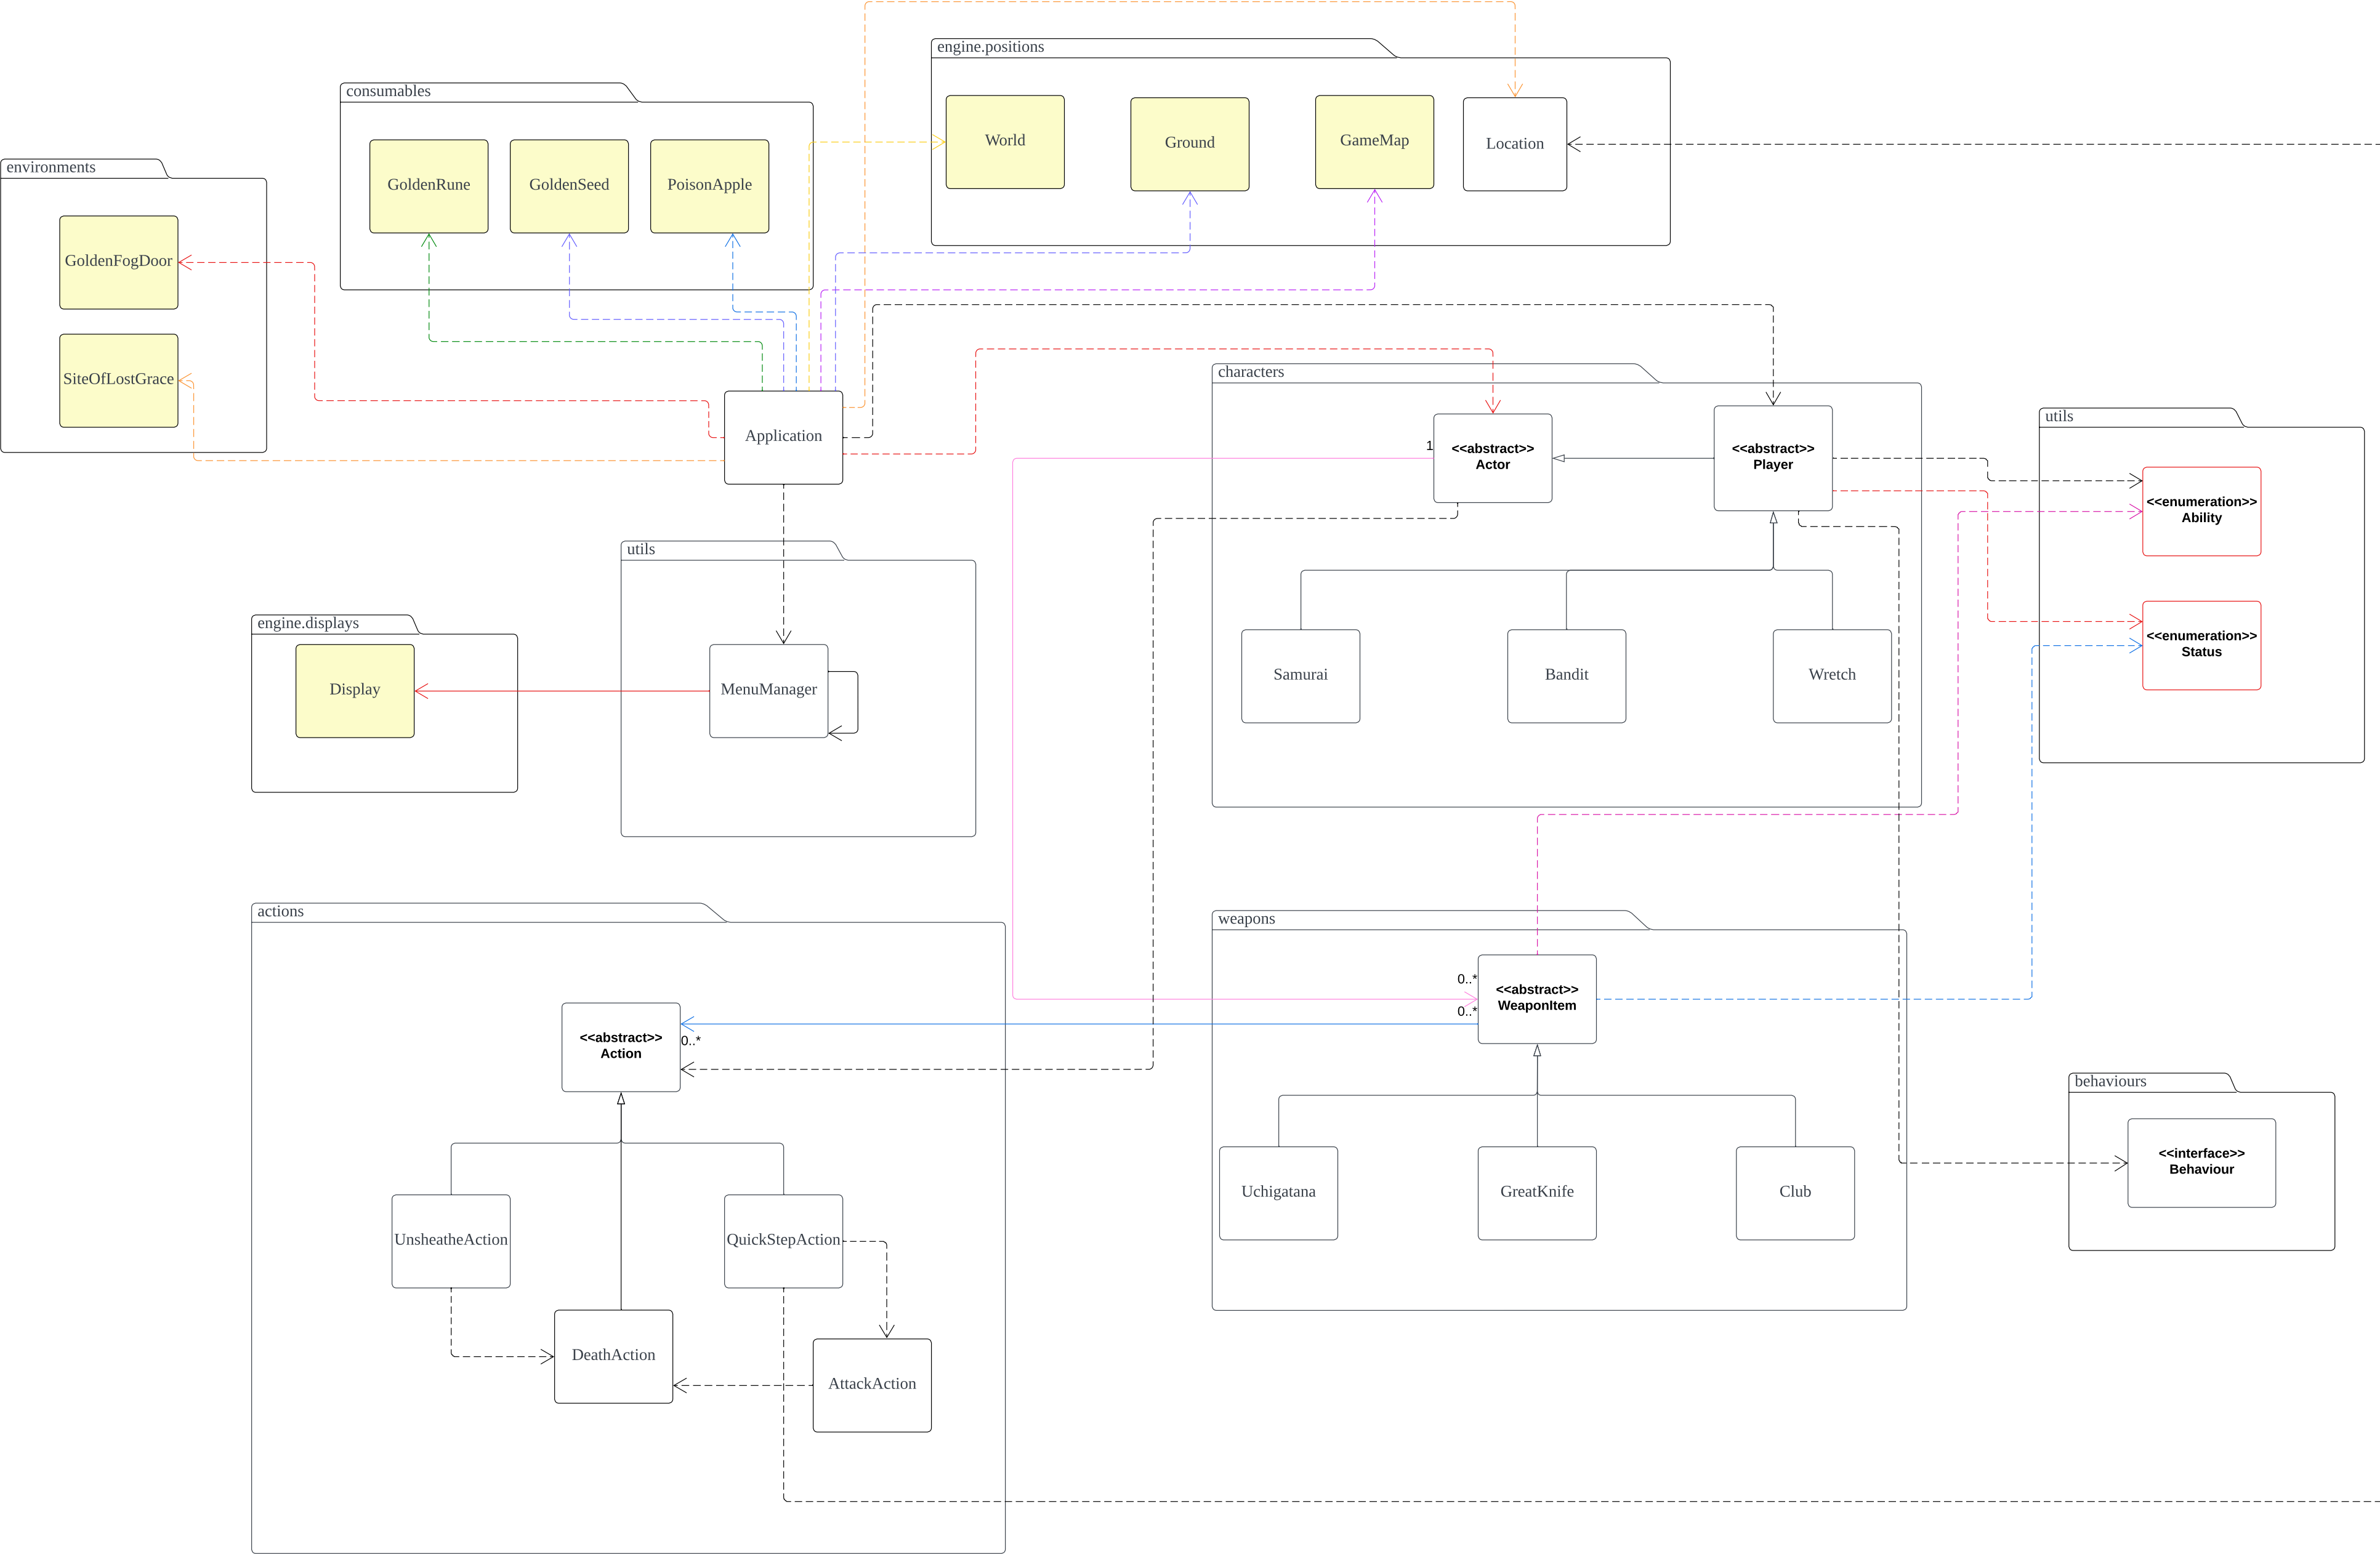 engine.positions
World
Ground
GameMap
Location
consumables
GoldenRune
GoldenSeed
PoisonApple
environments
GoldenFogDoor
SiteOfLostGrace
Application
characters
1
<<abstract>>
Actor
<<abstract>>
Player
Samurai
Bandit
Wretch
utils
<<enumeration>>
Ability
<<enumeration>>
Status
utils
MenuManager
engine.displays
Display
actions
<<abstract>>
Action
0..*
UnsheatheAction
QuickStepAction
DeathAction
AttackAction
weapons
0..*
0..*
<<abstract>>
WeaponItem
Uchigatana
GreatKnife
Club
behaviours
<<interface>>
Behaviour